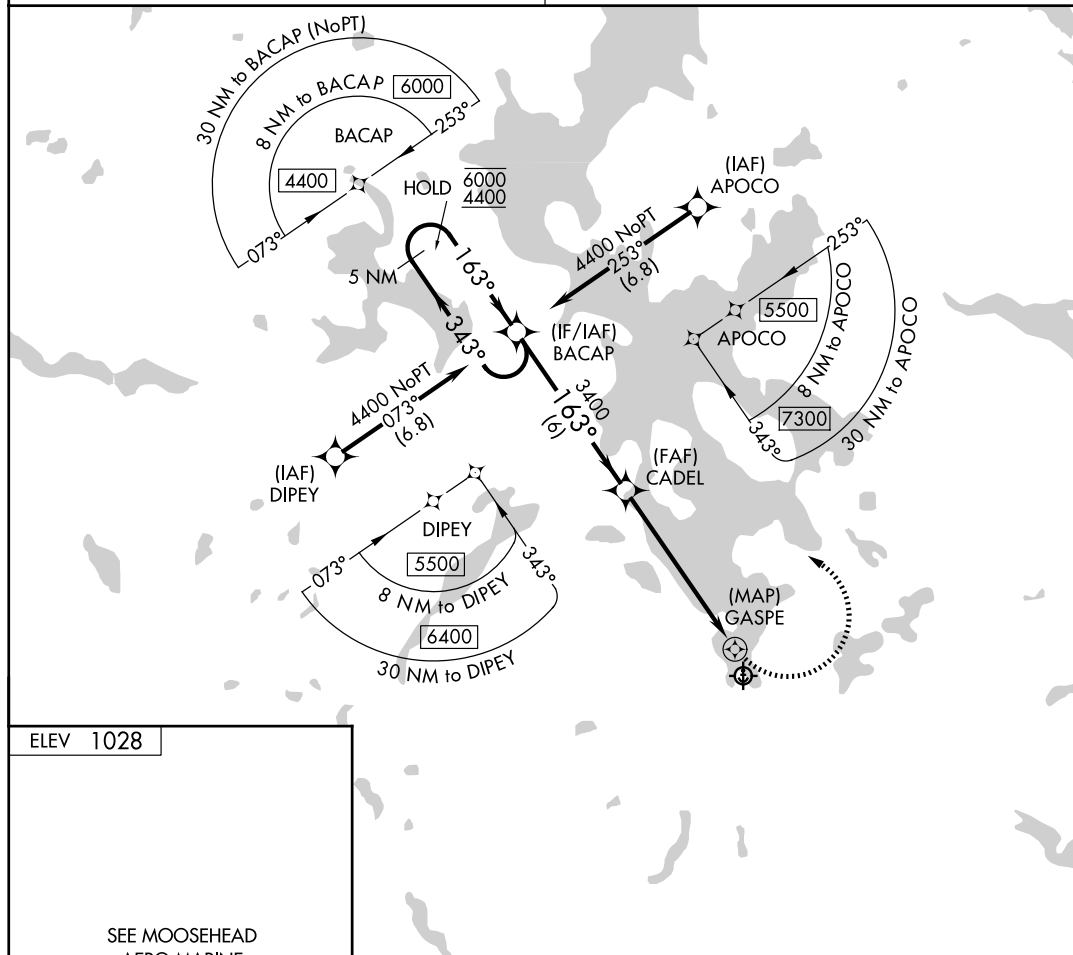 30 NM to BACAP (NoPT)
8 NM to BACAP 6000
253°
BACAP
4400
073°
HOLD 6000
4400
5 NM
163°
343°
(IAF)
APOCO
4400 NoPT
253°
(6.8)
(IF/IAF)
BACAP
253°
5500
APOCO
8 NM to APOCO
7300
30 NM to APOCO
343°
4400 NoPT
073°
(6.8)
(IAF)
DIPEY
3400
163°
(6)
(FAF)
CADEL
DIPEY
073°
5500
343°
8 NM to DIPEY
6400
30 NM to DIPEY
(MAP)
GASPE
ELEV 1028
SEE MOOSEHEAD
AERO MARINE